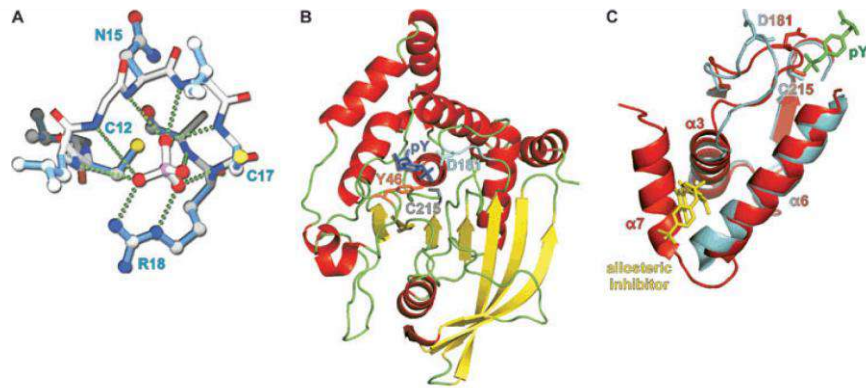 A
N15
C12
C17
R18
B
pY
D181
Y46
C215
C
D181
pY
C215
α3
α7
α6
allosteric
inhibitor